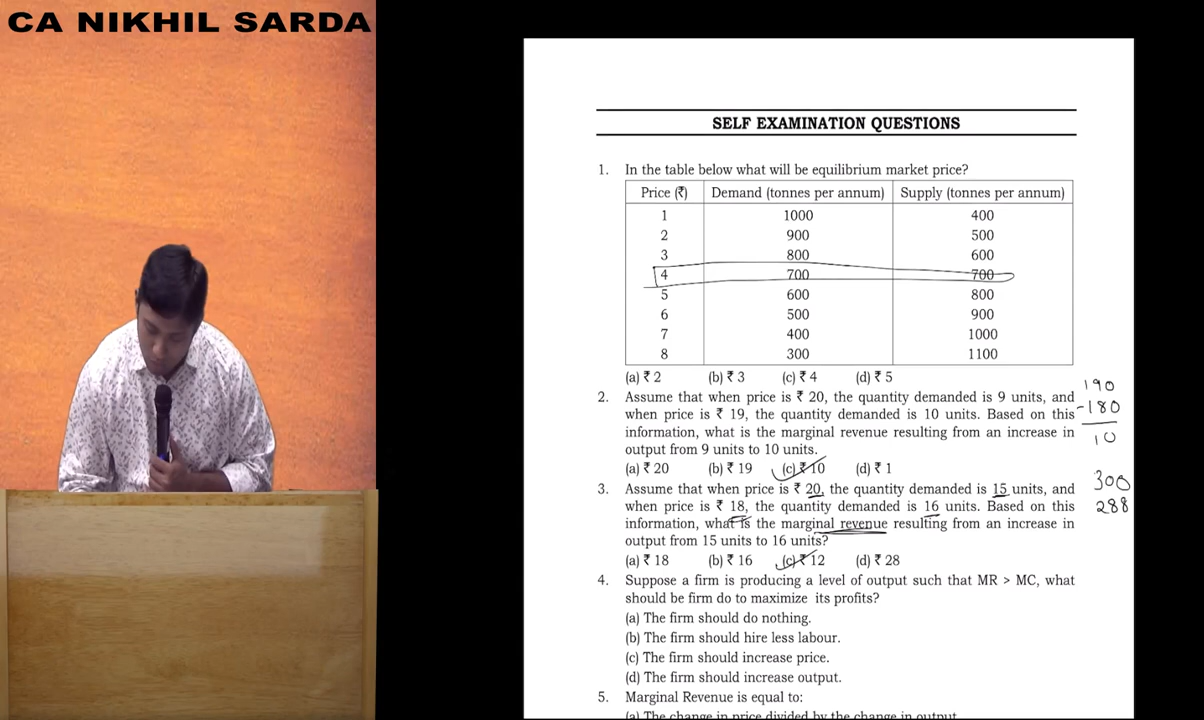 CA NIKHIL SARDA
SELF EXAMINATION QUESTIONS
1. In the table below what will be equilibrium market price?
Price (₹) Demand (tonnes per annum) Supply (tonnes per annum)
1 1000 400
2 900 500
3 800 600
4 700 700
5 600 800
6 500 900
7 400 1000
8 300 1100
(a) ₹ 2 (b) ₹ 3 (c) ₹ 4 (d) ₹ 5
2. Assume that when price is ₹ 20, the quantity demanded is 9 units, and
when price is ₹ 19, the quantity demanded is 10 units. Based on this
information, what is the marginal revenue resulting from an increase in
output from 9 units to 10 units.
(a) ₹ 20 (b) ₹ 19 (c) ₹ 10 (d) ₹ 1
190
-180
10
3. Assume that when price is ₹ 20, the quantity demanded is 15 units, and
when price is ₹ 18, the quantity demanded is 16 units. Based on this
information, what is the marginal revenue resulting from an increase in
output from 15 units to 16 units?
(a) ₹ 18 (b) ₹ 16 (c) ₹ 12 (d) ₹ 28
300
288
4. Suppose a firm is producing a level of output such that MR > MC, what
should be firm do to maximize its profits?
(a) The firm should do nothing.
(b) The firm should hire less labour.
(c) The firm should increase price.
(d) The firm should increase output.
5. Marginal Revenue is equal to:
(a) The change in price divided by the change in output